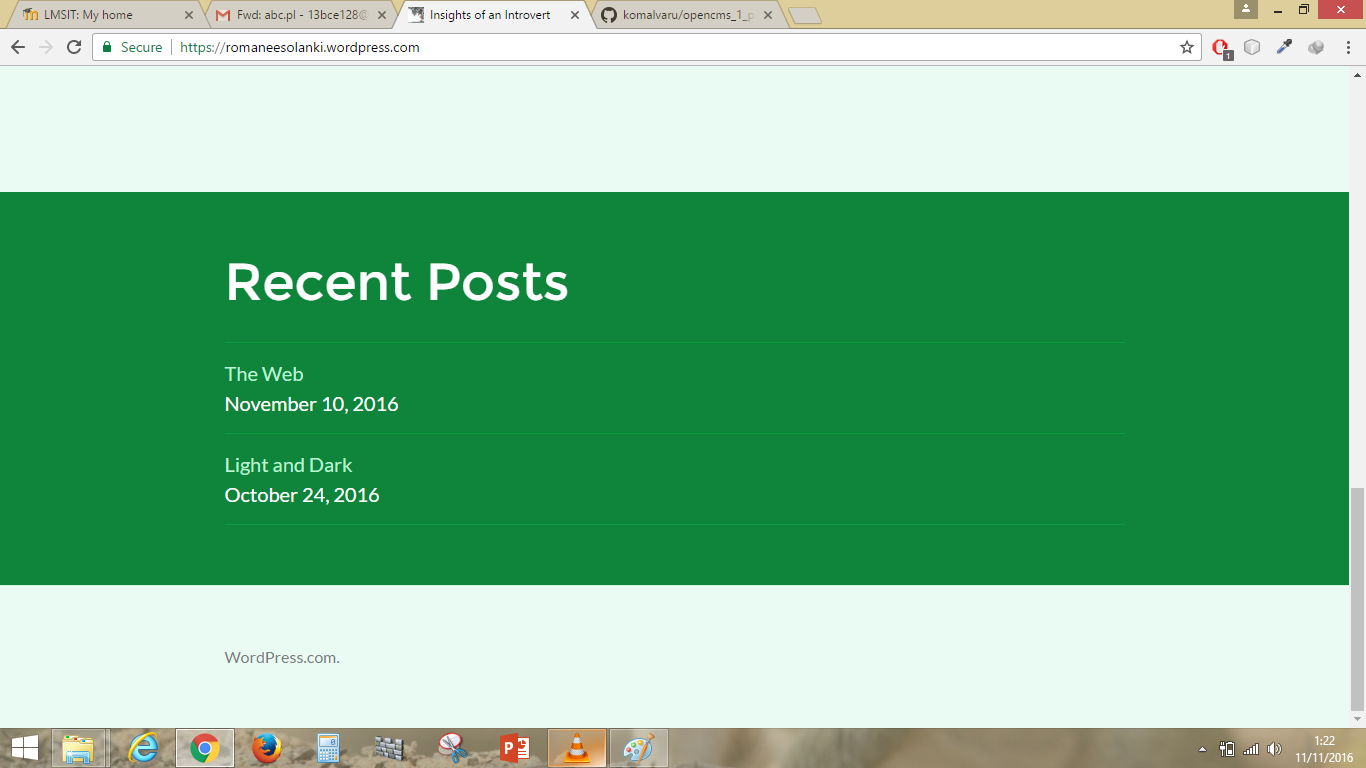 LMSIT: My home
Fwd: abc.pl - 13bce128@
Insights of an Introvert
komalvaru/opencms_1_p
Secure
https://romaneesolanki.wordpress.com
1
Recent Posts
The Web
November 10, 2016
Light and Dark
October 24, 2016
WordPress.com.
1:22
11/11/2016